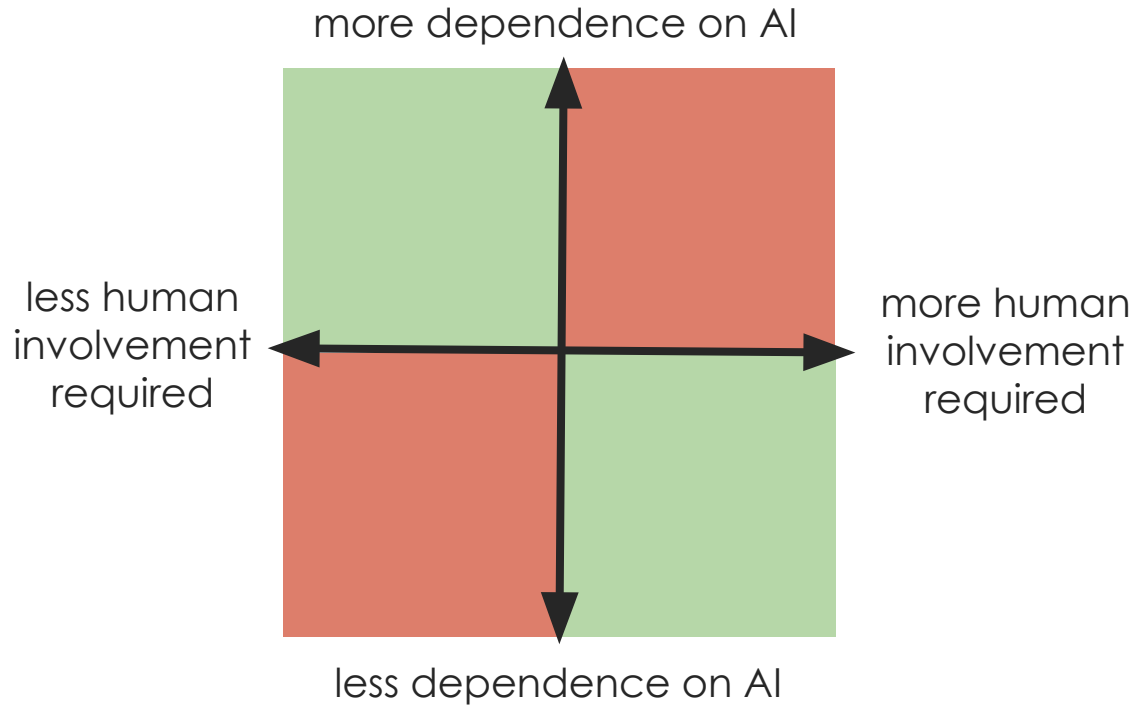 more dependence on AI
less human
involvement
required
more human
involvement
required
less dependence on AI